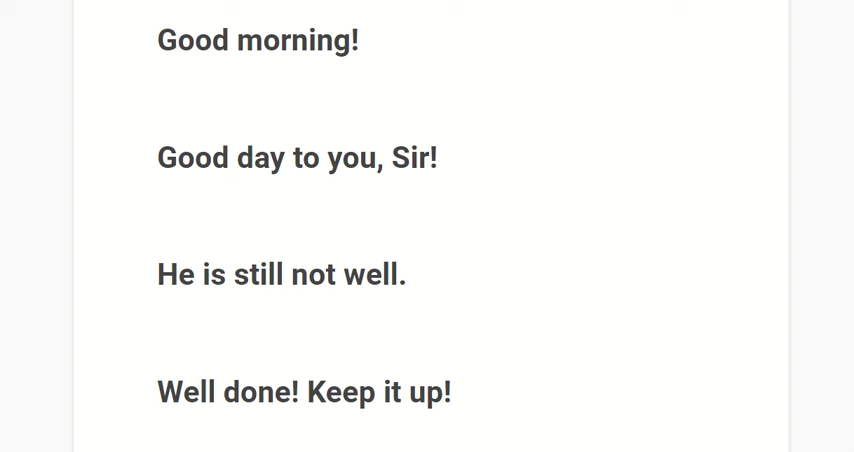 Good morning!
Good day to you, Sir!
He is still not well.
Well done! Keep it up!